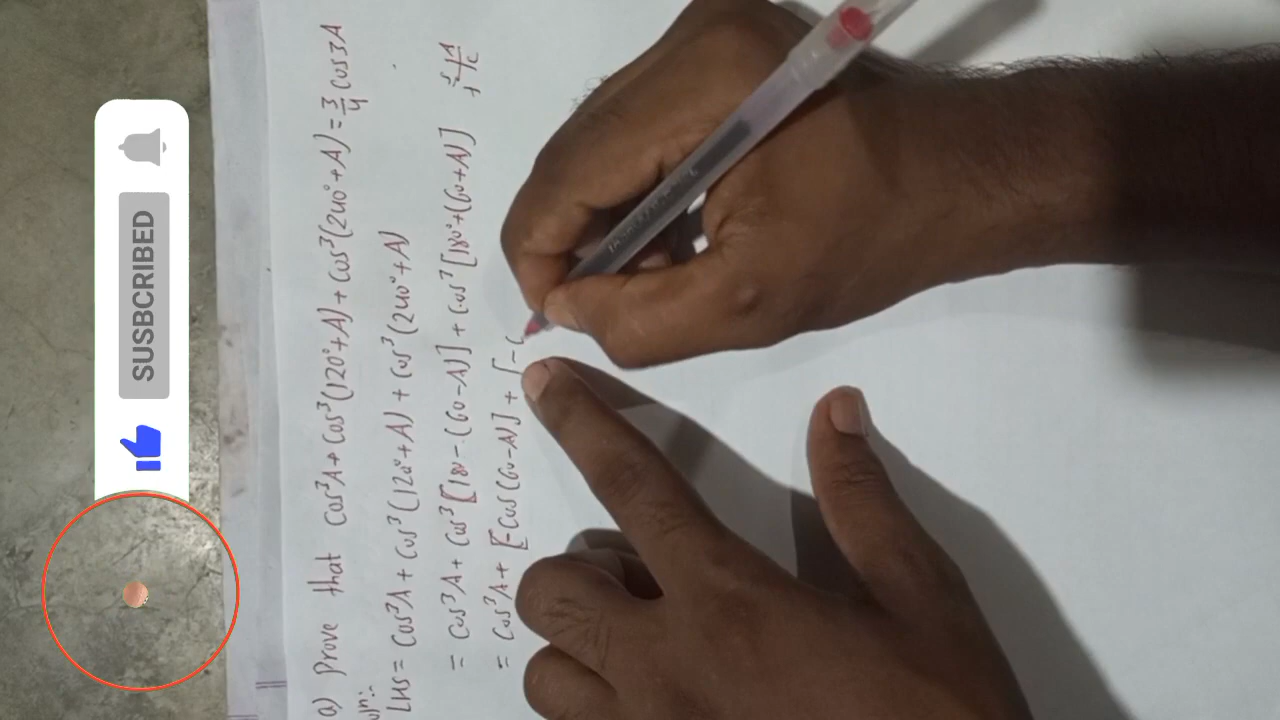 a) Prove that Cos³A + Cos³(120°+A) + Cos³(240°+A) = 3/4 Cos3A
LHS = Cos³A + Cos³(120°+A) + Cos³(240°+A)
= Cos³A + Cos³[180-(60-A)] + Cos³[180°+(60+A)]
= Cos³A + [-Cos(60-A)] + [-C
S A
T C
SUSBCRIBED